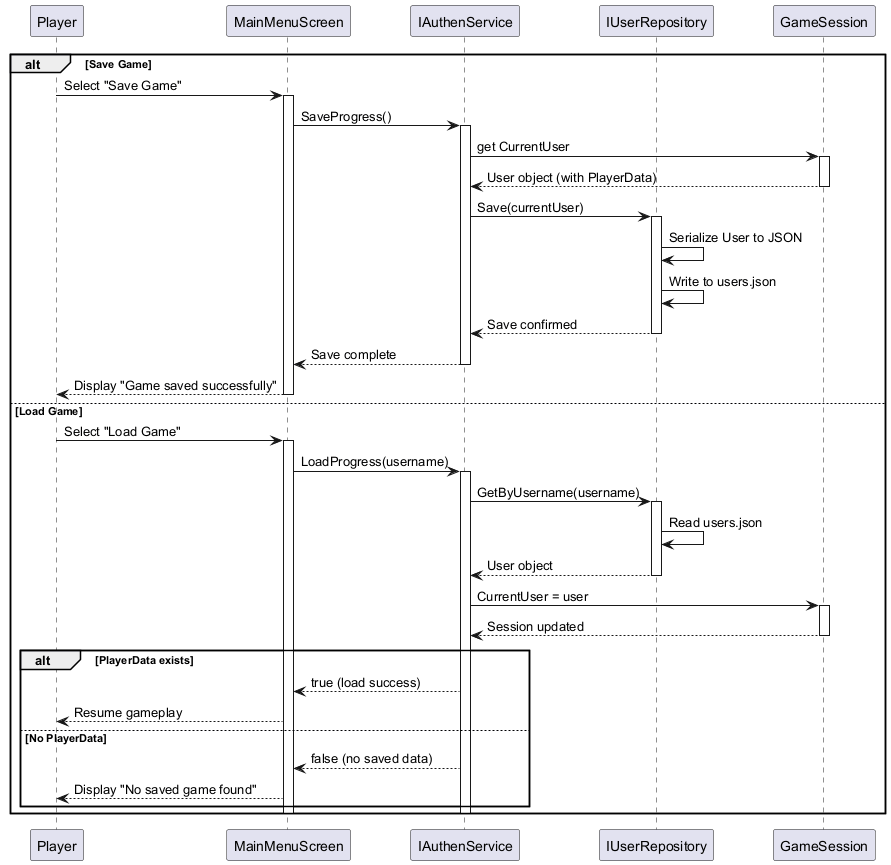 Player MainMenuScreen IAuthenService IUserRepository GameSession
alt [Save Game]
Select "Save Game"
SaveProgress()
get CurrentUser
User object (with PlayerData)
Save(currentUser)
Serialize User to JSON
Write to users.json
Save confirmed
Save complete
Display "Game saved successfully"
[Load Game]
Select "Load Game"
LoadProgress(username)
GetByUsername(username)
Read users.json
User object
CurrentUser = user
Session updated
alt [PlayerData exists]
true (load success)
Resume gameplay
[No PlayerData]
false (no saved data)
Display "No saved game found"
Player MainMenuScreen IAuthenService IUserRepository GameSession